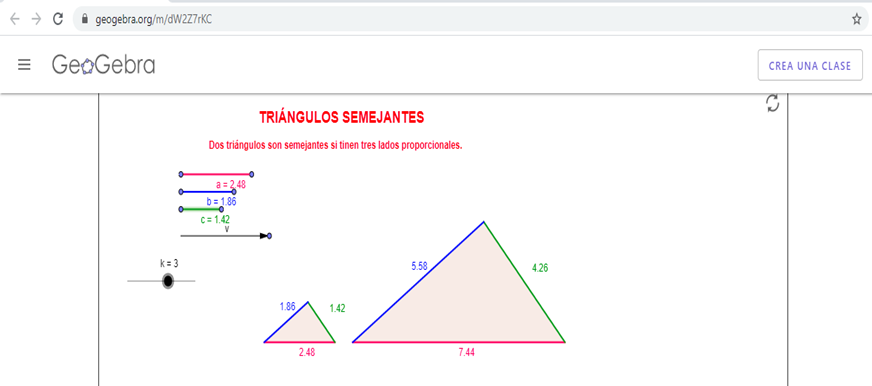 geogebra.org/m/dW2Z7rKC
GeoGebra
CREA UNA CLASE
TRIÁNGULOS SEMEJANTES
Dos triángulos son semejantes si tinen tres lados proporcionales.
a = 2.48
b = 1.86
c = 1.42
v
k = 3
5.58
4.26
1.86
1.42
2.48
7.44